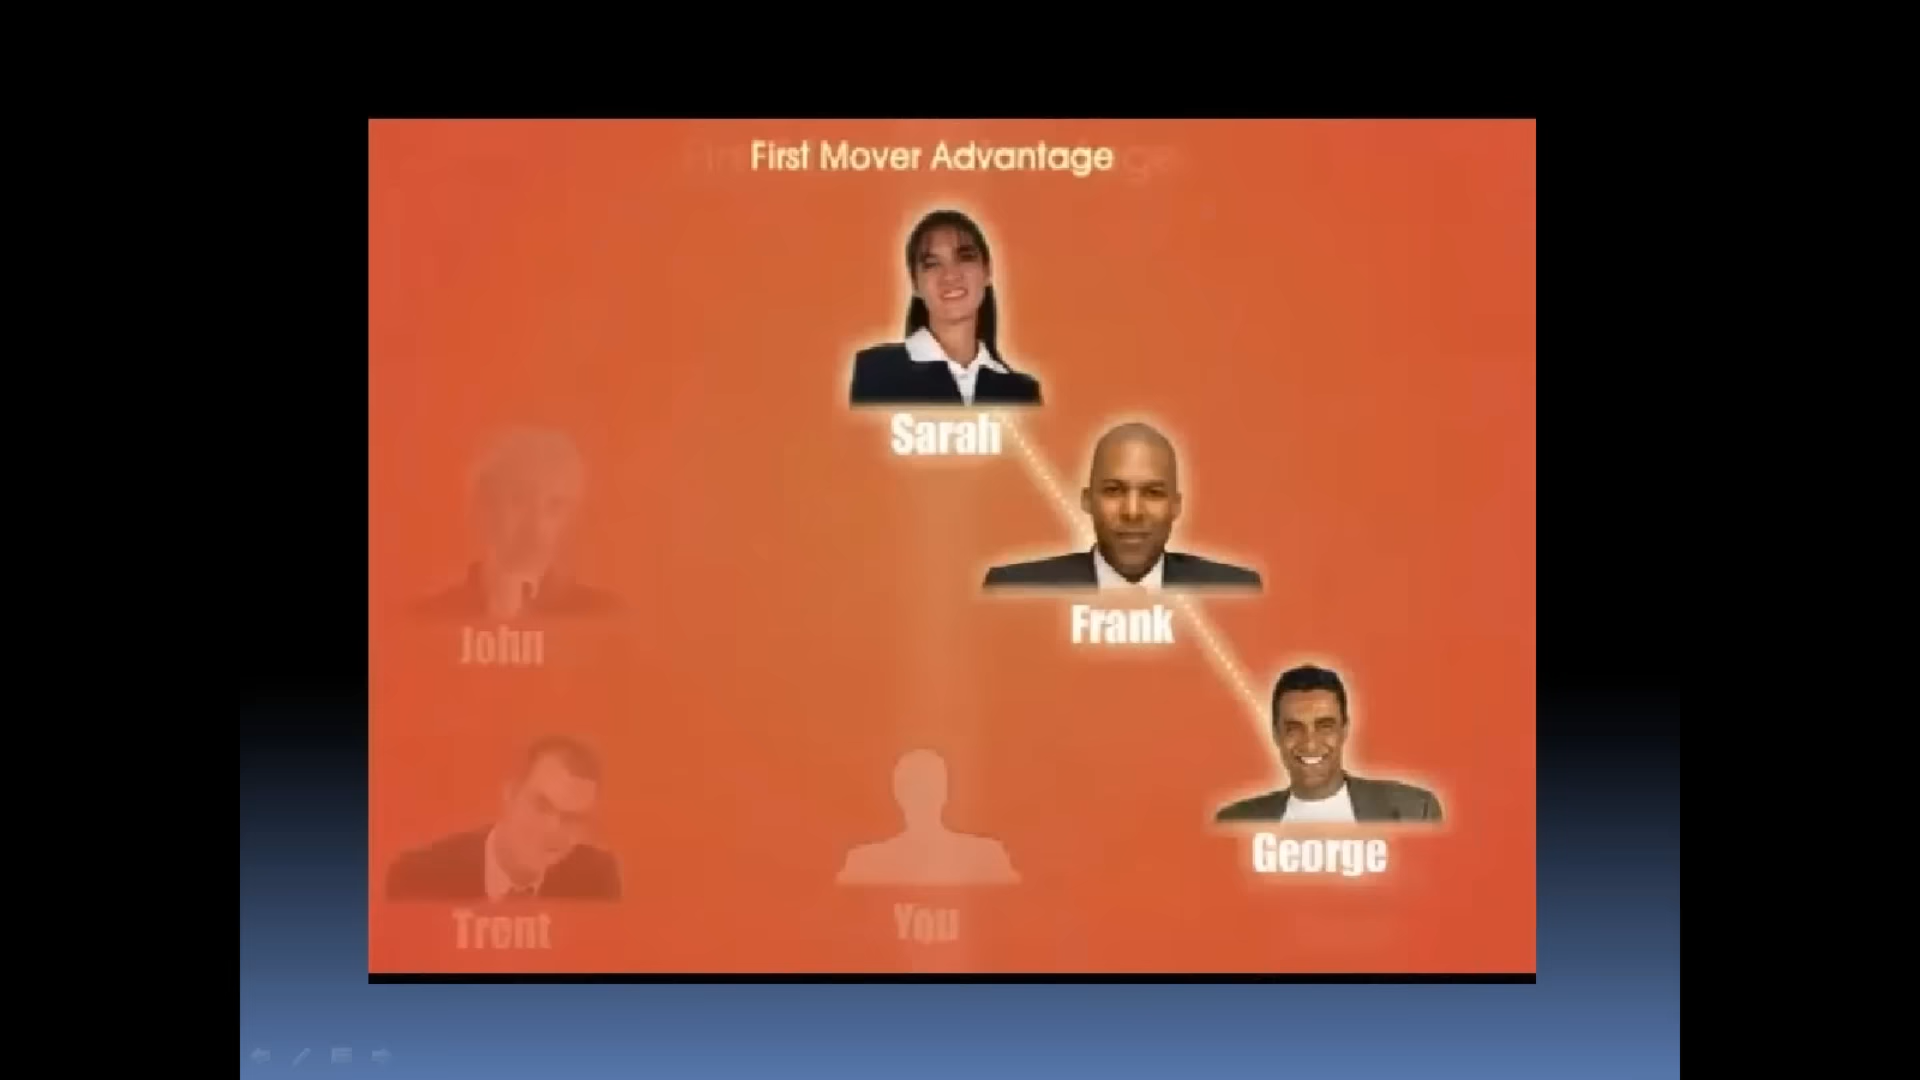 First Mover Advantage
Sarah
Frank
John
George
Trent
You